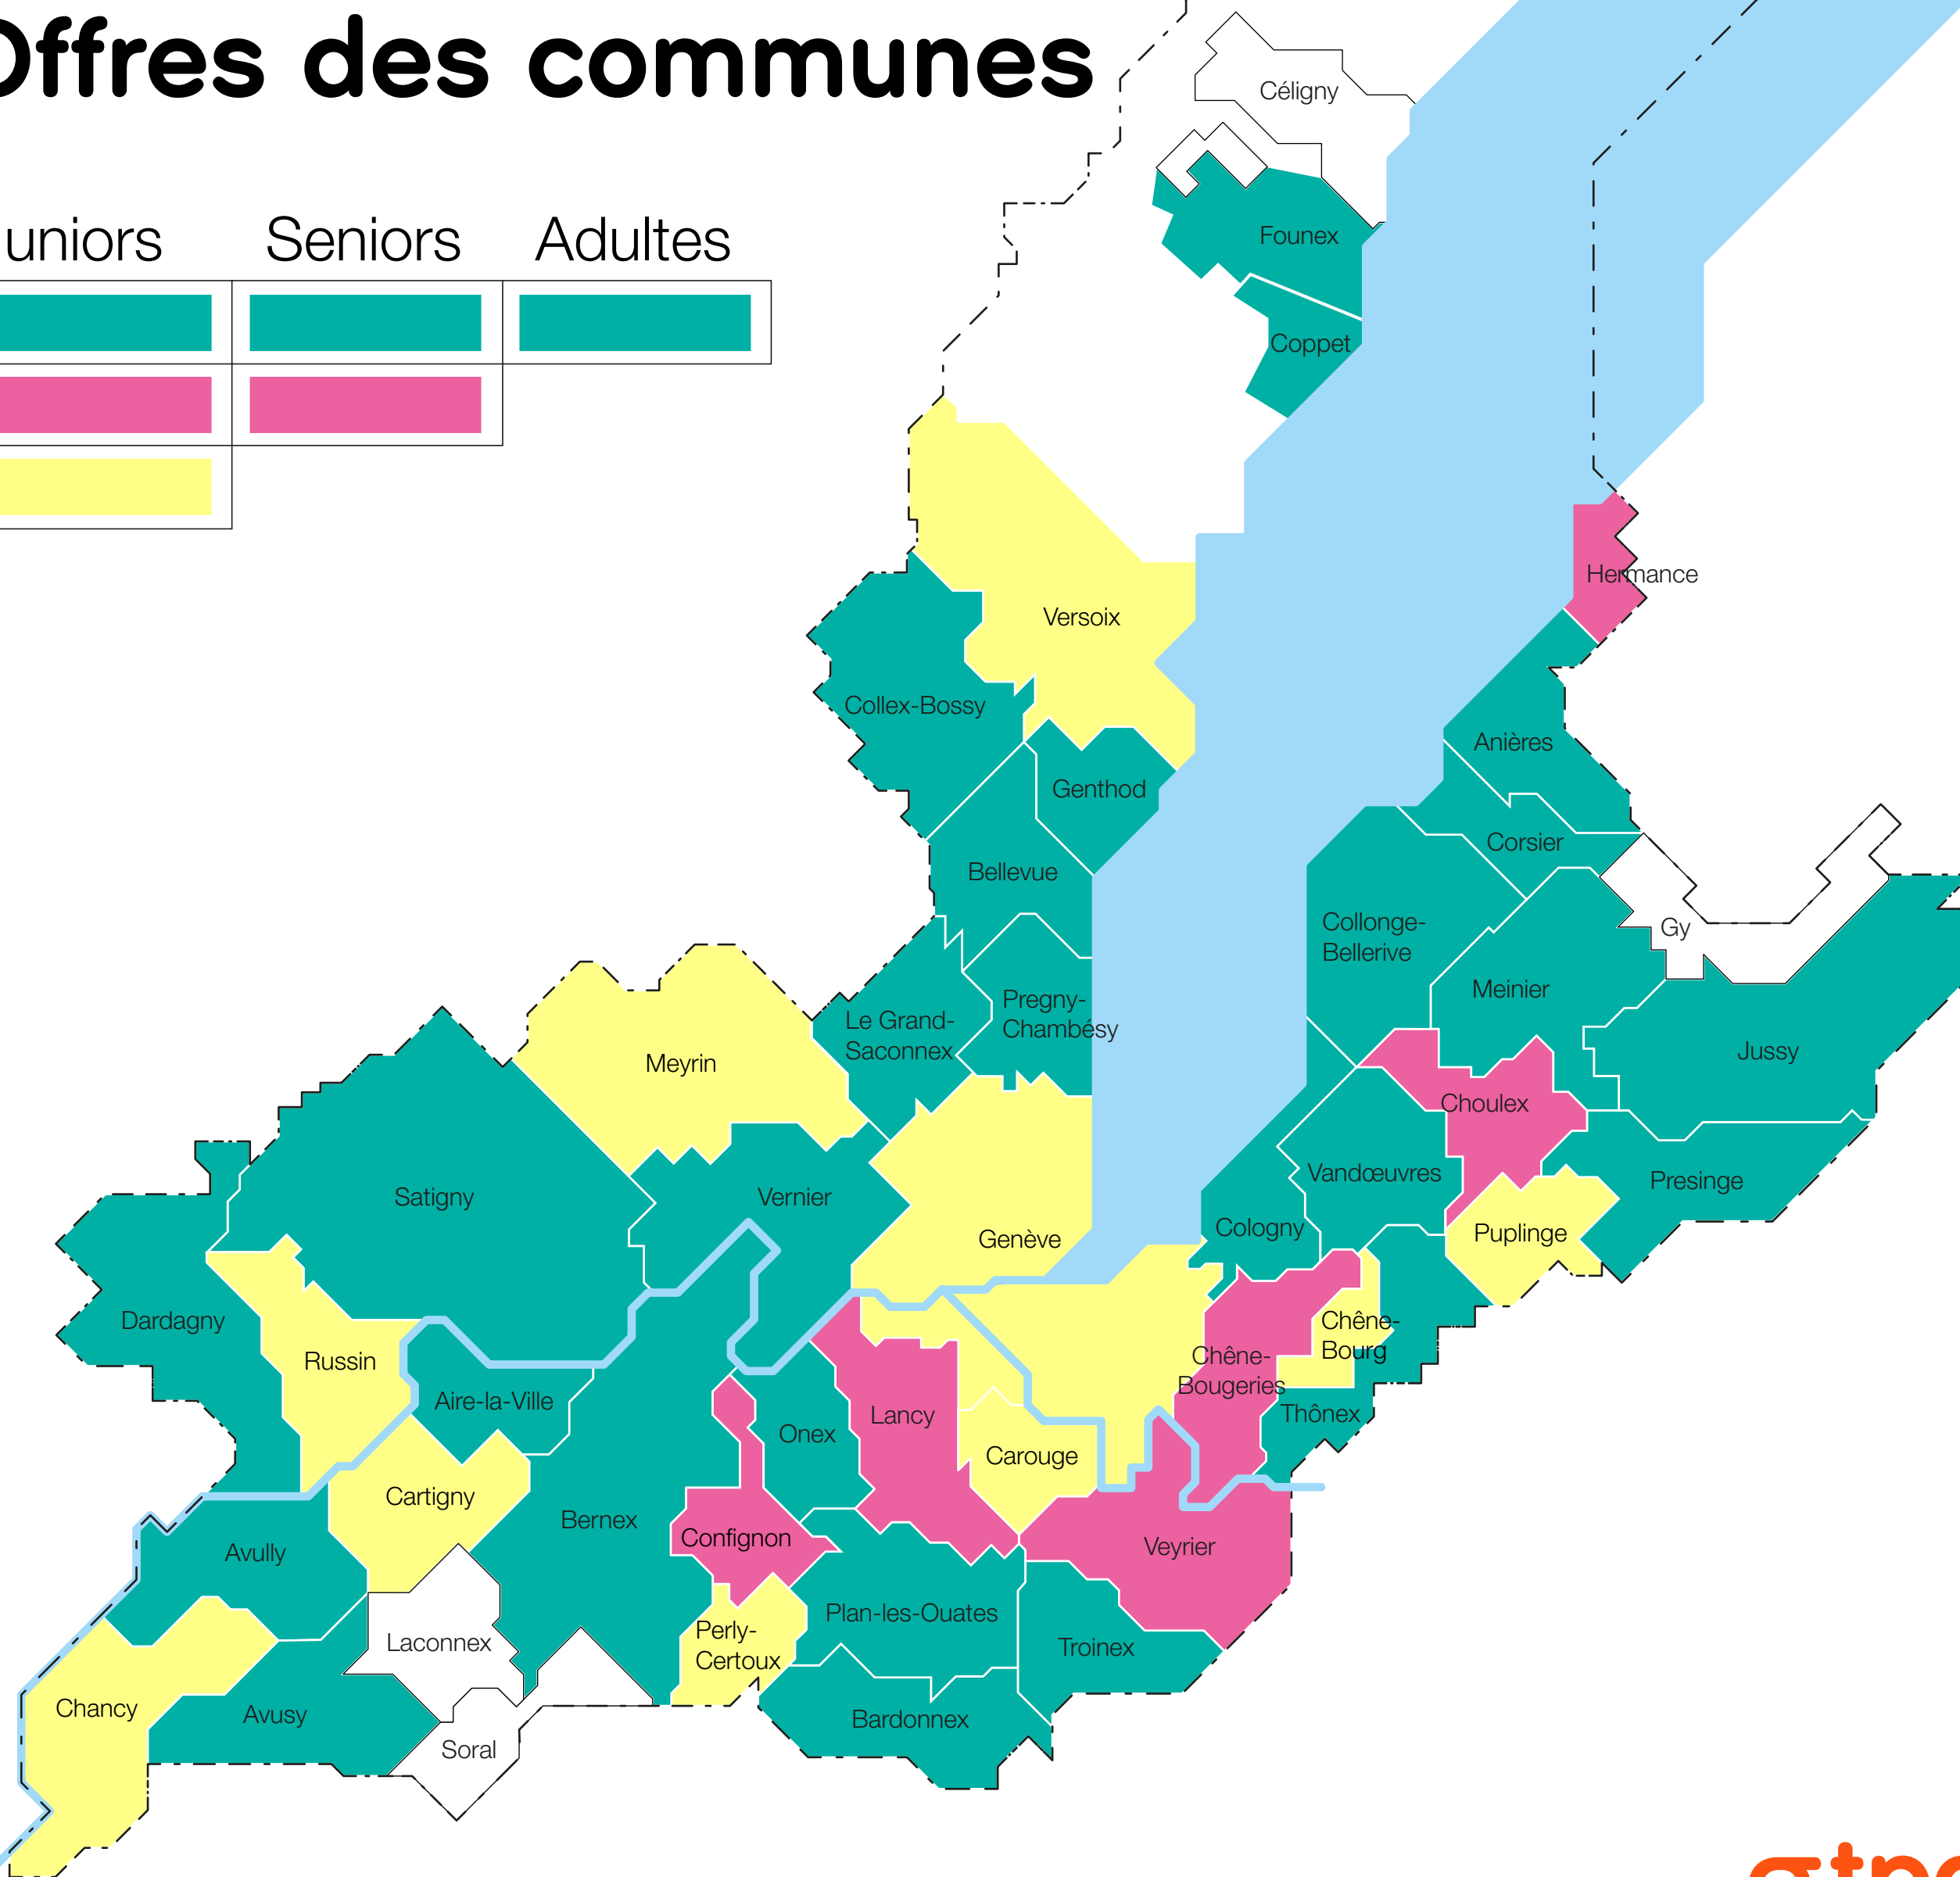 Offres des communes
uniors Seniors Adultes
Céligny
Founex
Coppet
Hermance
Versoix
Collex-Bossy
Anières
Genthod
Corsier
Bellevue
Collonge-
Bellerive
Gy
Meinier
Pregny-
Chambésy
Le Grand-
Saconnex
Jussy
Meyrin
Choulex
Vandœuvres
Presinge
Satigny
Vernier
Cologny
Puplinge
Genève
Dardagny
Chêne-
Bourg
Russin
Chêne-
Bougeries
Aire-la-Ville
Thônex
Lancy
Onex
Carouge
Cartigny
Bernex
Confignon
Veyrier
Avully
Plan-les-Ouates
Perly-
Certoux
Laconnex
Troinex
Chancy
Avusy
Bardonnex
Soral